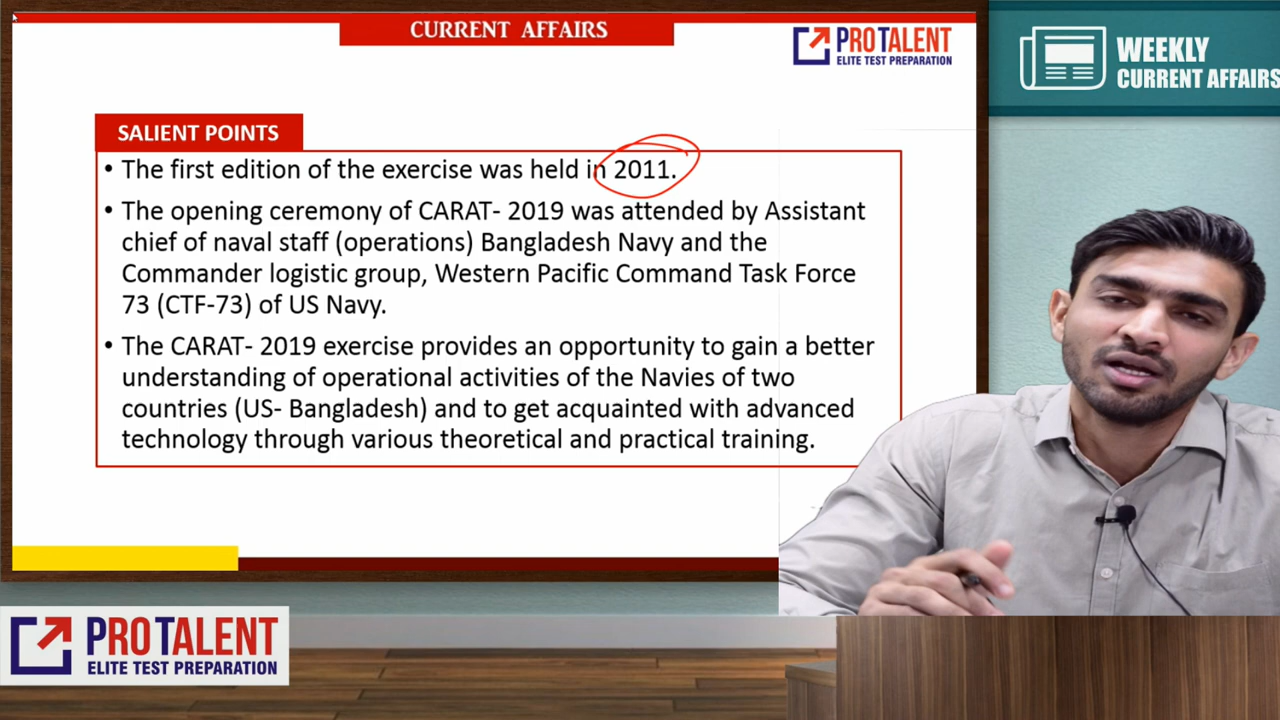 CURRENT AFFAIRS
PROTALENT
ELITE TEST PREPARATION
WEEKLY
CURRENT AFFAIRS
SALIENT POINTS
• The first edition of the exercise was held in 2011.
• The opening ceremony of CARAT- 2019 was attended by Assistant
chief of naval staff (operations) Bangladesh Navy and the
Commander logistic group, Western Pacific Command Task Force
73 (CTF-73) of US Navy.
• The CARAT- 2019 exercise provides an opportunity to gain a better
understanding of operational activities of the Navies of two
countries (US- Bangladesh) and to get acquainted with advanced
technology through various theoretical and practical training.
PROTALENT
ELITE TEST PREPARATION